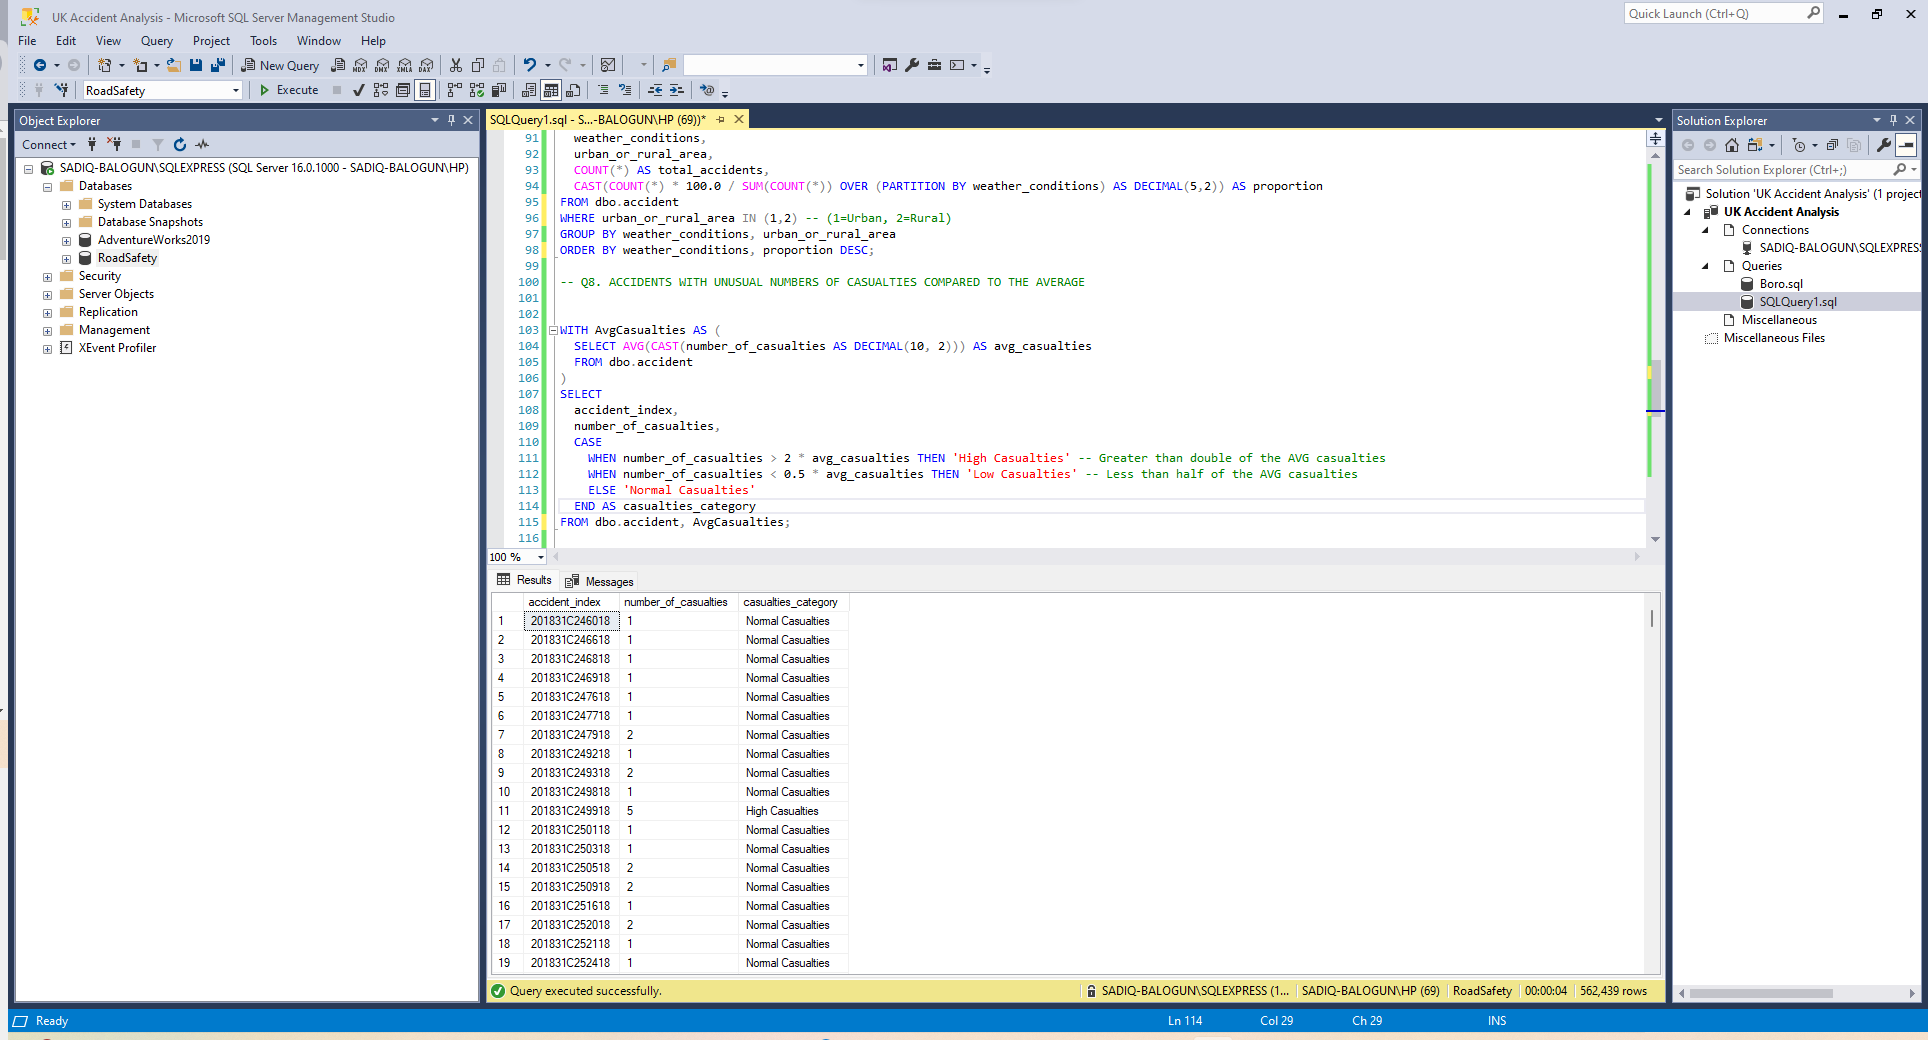 UK Accident Analysis - Microsoft SQL Server Management Studio
Quick Launch (Ctrl+Q)
File Edit View Query Project Tools Window Help
New Query MDX DMX XMLA DAX
RoadSafety Execute
Object Explorer
Connect
SADIQ-BALOGUN\SQLEXPRESS (SQL Server 16.0.1000 - SADIQ-BALOGUN\HP)
Databases
System Databases
Database Snapshots
AdventureWorks2019
RoadSafety
Security
Server Objects
Replication
Management
XEvent Profiler
SQLQuery1.sql - S...-BALOGUN\HP (69))*
91 weather_conditions,
92 urban_or_rural_area,
93 COUNT(*) AS total_accidents,
94 CAST(COUNT(*) * 100.0 / SUM(COUNT(*)) OVER (PARTITION BY weather_conditions) AS DECIMAL(5,2)) AS proportion
95 FROM dbo.accident
96 WHERE urban_or_rural_area IN (1,2) -- (1=Urban, 2=Rural)
97 GROUP BY weather_conditions, urban_or_rural_area
98 ORDER BY weather_conditions, proportion DESC;
99
100 -- Q8. ACCIDENTS WITH UNUSUAL NUMBERS OF CASUALTIES COMPARED TO THE AVERAGE
101
102
103 WITH AvgCasualties AS (
104 SELECT AVG(CAST(number_of_casualties AS DECIMAL(10, 2))) AS avg_casualties
105 FROM dbo.accident
106 )
107 SELECT
108 accident_index,
109 number_of_casualties,
110 CASE
111 WHEN number_of_casualties > 2 * avg_casualties THEN 'High Casualties' -- Greater than double of the AVG casualties
112 WHEN number_of_casualties < 0.5 * avg_casualties THEN 'Low Casualties' -- Less than half of the AVG casualties
113 ELSE 'Normal Casualties'
114 END AS casualties_category
115 FROM dbo.accident, AvgCasualties;
116
100 %
Results Messages
accident_index number_of_casualties casualties_category
1 201831C246018 1 Normal Casualties
2 201831C246618 1 Normal Casualties
3 201831C246818 1 Normal Casualties
4 201831C246918 1 Normal Casualties
5 201831C247618 1 Normal Casualties
6 201831C247718 1 Normal Casualties
7 201831C247918 2 Normal Casualties
8 201831C249218 1 Normal Casualties
9 201831C249318 2 Normal Casualties
10 201831C249818 1 Normal Casualties
11 201831C249918 5 High Casualties
12 201831C250118 1 Normal Casualties
13 201831C250318 1 Normal Casualties
14 201831C250518 2 Normal Casualties
15 201831C250918 2 Normal Casualties
16 201831C251618 1 Normal Casualties
17 201831C252018 2 Normal Casualties
18 201831C252118 1 Normal Casualties
19 201831C252418 1 Normal Casualties
Query executed successfully. SADIQ-BALOGUN\SQLEXPRESS (1... SADIQ-BALOGUN\HP (69) RoadSafety 00:00:04 562,439 rows
Solution Explorer
Search Solution Explorer (Ctrl+;)
Solution 'UK Accident Analysis' (1 project
UK Accident Analysis
Connections
SADIQ-BALOGUN\SQLEXPRESS
Queries
Boro.sql
SQLQuery1.sql
Miscellaneous
Miscellaneous Files
Ready Ln 114 Col 29 Ch 29 INS